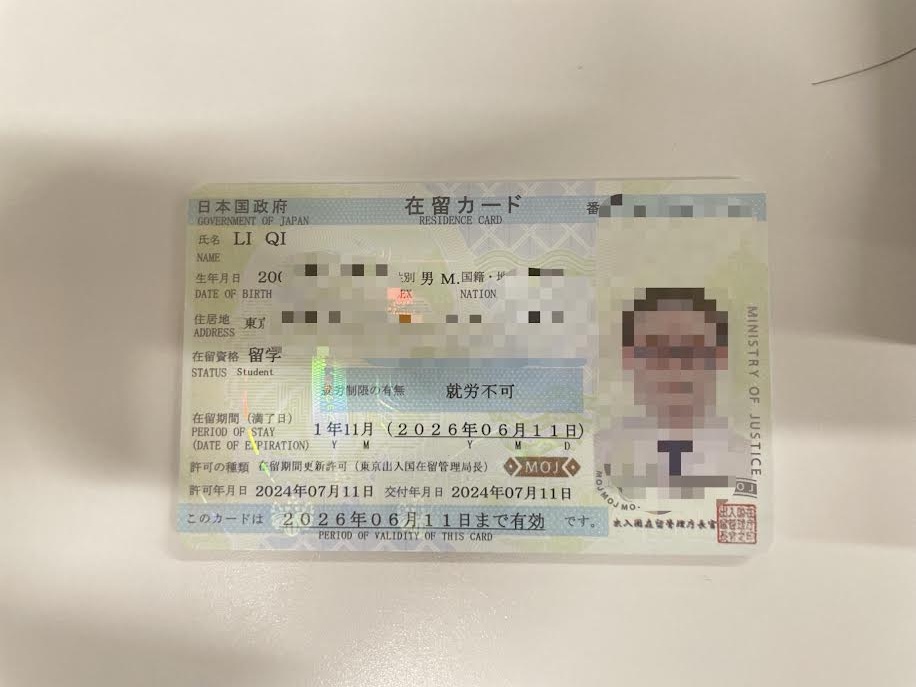 日本国政府 在留カード 番
GOVERNMENT OF JAPAN RESIDENCE CARD
氏名 LI QI
NAME
生年月日 200 別 男 M. 国籍・地
DATE OF BIRTH EX NATION
住居地 東京
ADDRESS
在留資格 留学
STATUS Student
就労制限の有無 就労不可
在留期間(満了日)
PERIOD OF STAY 1年11月(2026年06月11日)
(DATE OF EXPIRATION) Y M Y M D
許可の種類 在留期間更新許可(東京出入国在留管理局長) MOJ
許可年月日 2024年07月11日 交付年月日 2024年07月11日
このカードは 2026年06月11日まで有効 です。
PERIOD OF VALIDITY OF THIS CARD
MINISTRY OF JUSTICE
MOJMOJMO
出入国在留管理庁長官